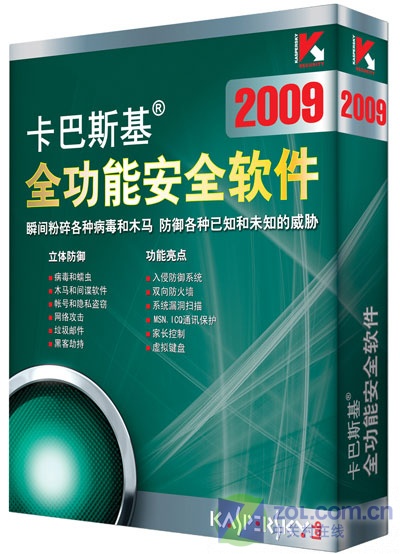 KASPERSKY
2009
2009
卡巴斯基®
全功能安全软件
瞬间粉碎各种病毒和木马 防御各种已知和未知的威胁
立体防御
病毒和蠕虫
木马和间谍软件
帐号和隐私盗窃
网络攻击
垃圾邮件
黑客劫持
功能亮点
入侵防御系统
双向防火墙
系统漏洞扫描
MSN.ICQ通讯保护
家长控制
虚拟键盘
卡巴斯基®
全功能安全软件
KASPERSKY
zol.com.cn
中关村在线